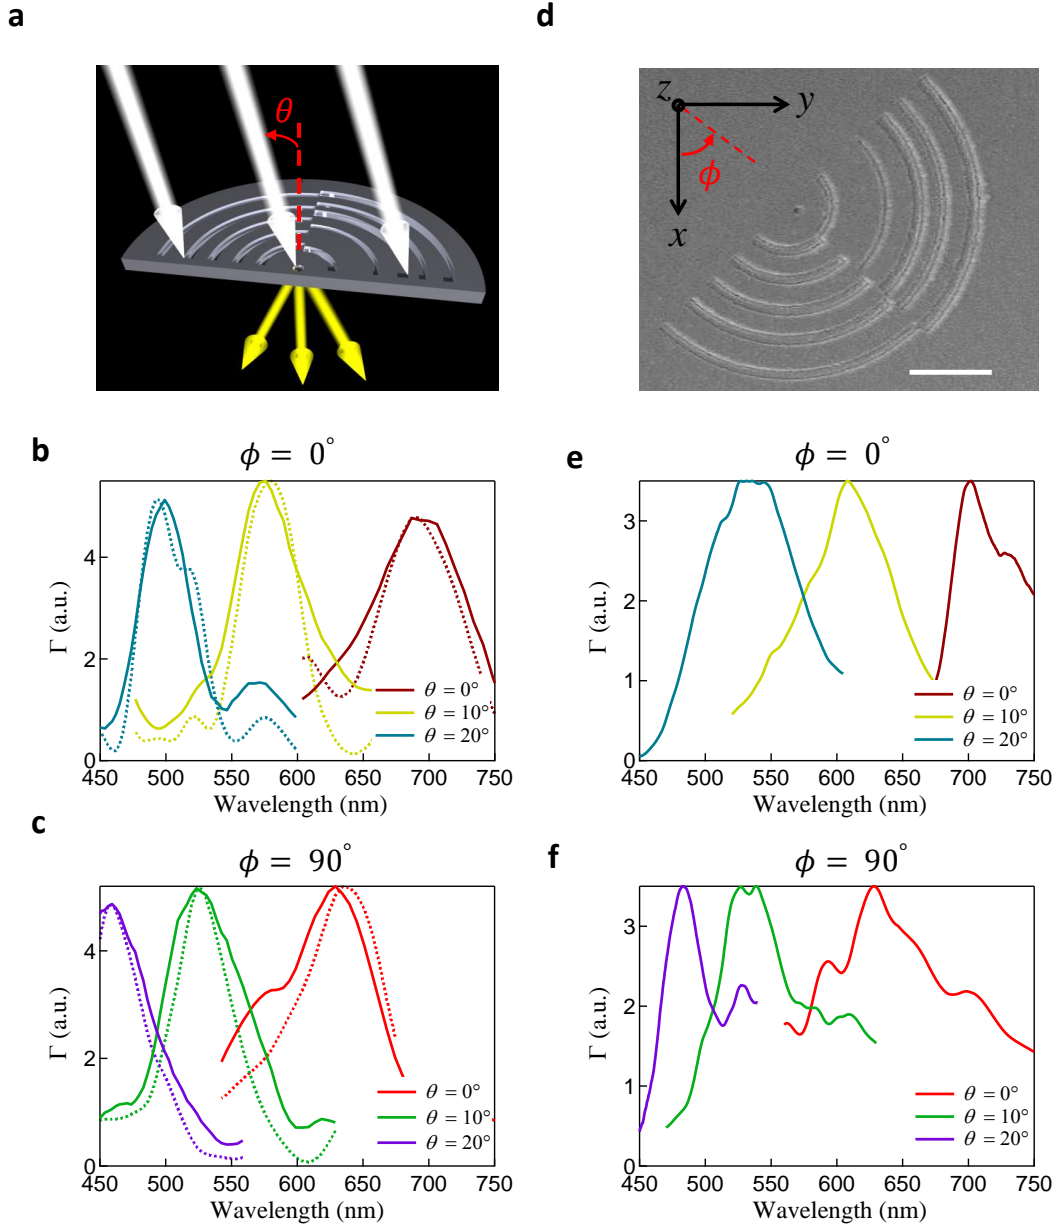 a
θ
d
z
y
ϕ
x
b
ϕ = 0°
Γ (a.u.)
4
2
0
450 500 550 600 650 700 750
Wavelength (nm)
θ = 0°
θ = 10°
θ = 20°
e
ϕ = 0°
Γ (a.u.)
3
2
1
0
450 500 550 600 650 700 750
Wavelength (nm)
θ = 0°
θ = 10°
θ = 20°
c
ϕ = 90°
Γ (a.u.)
4
2
0
450 500 550 600 650 700 750
Wavelength (nm)
θ = 0°
θ = 10°
θ = 20°
f
ϕ = 90°
Γ (a.u.)
3
2
1
0
450 500 550 600 650 700 750
Wavelength (nm)
θ = 0°
θ = 10°
θ = 20°